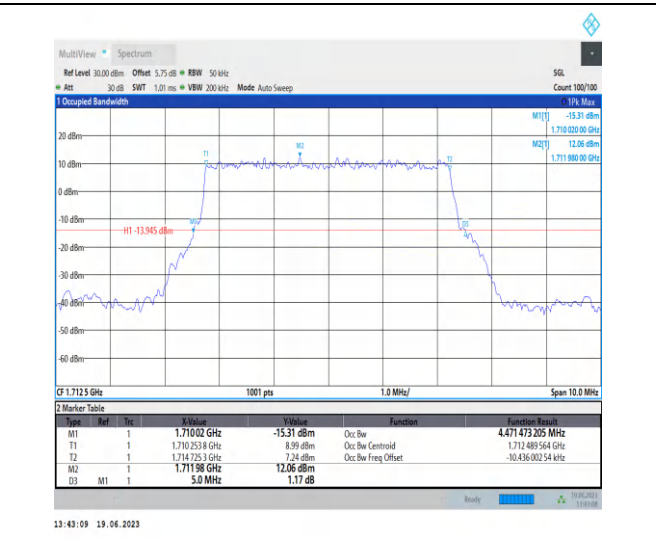 MultiView Spectrum
Ref Level 30.00 dBm Offset 5.75 dB RBW 50 kHz SGL
Att 30 dB SWT 1.01 ms VBW 200 kHz Mode Auto Sweep Count 100/100
1 Occupied Bandwidth 1Pk Max
M1[1] -15.31 dBm
1.710 020 00 GHz
M2[1] 12.06 dBm
1.711 980 00 GHz
20 dBm
M2
T1
T2
10 dBm
0 dBm
-10 dBm
D3
H1 -13.945 dBm
-20 dBm
-30 dBm
-40 dBm
-50 dBm
-60 dBm
CF 1.712 5 GHz 1001 pts 1.0 MHz/ Span 10.0 MHz
2 Marker Table
Type Ref Trc X-Value Y-Value Function Function Result
M1 1 1.710 02 GHz -15.31 dBm Occ Bw 4.471 473 205 MHz
T1 1 1.710 253 8 GHz 8.99 dBm Occ Bw Centroid 1.712 489 564 GHz
T2 1 1.714 725 3 GHz 7.24 dBm Occ Bw Freq Offset -10.436 002 54 kHz
M2 1 1.711 98 GHz 12.06 dBm
D3 M1 1 5.0 MHz 1.17 dB
Ready 19.06.2023
13:43:08
13:43:09 19.06.2023